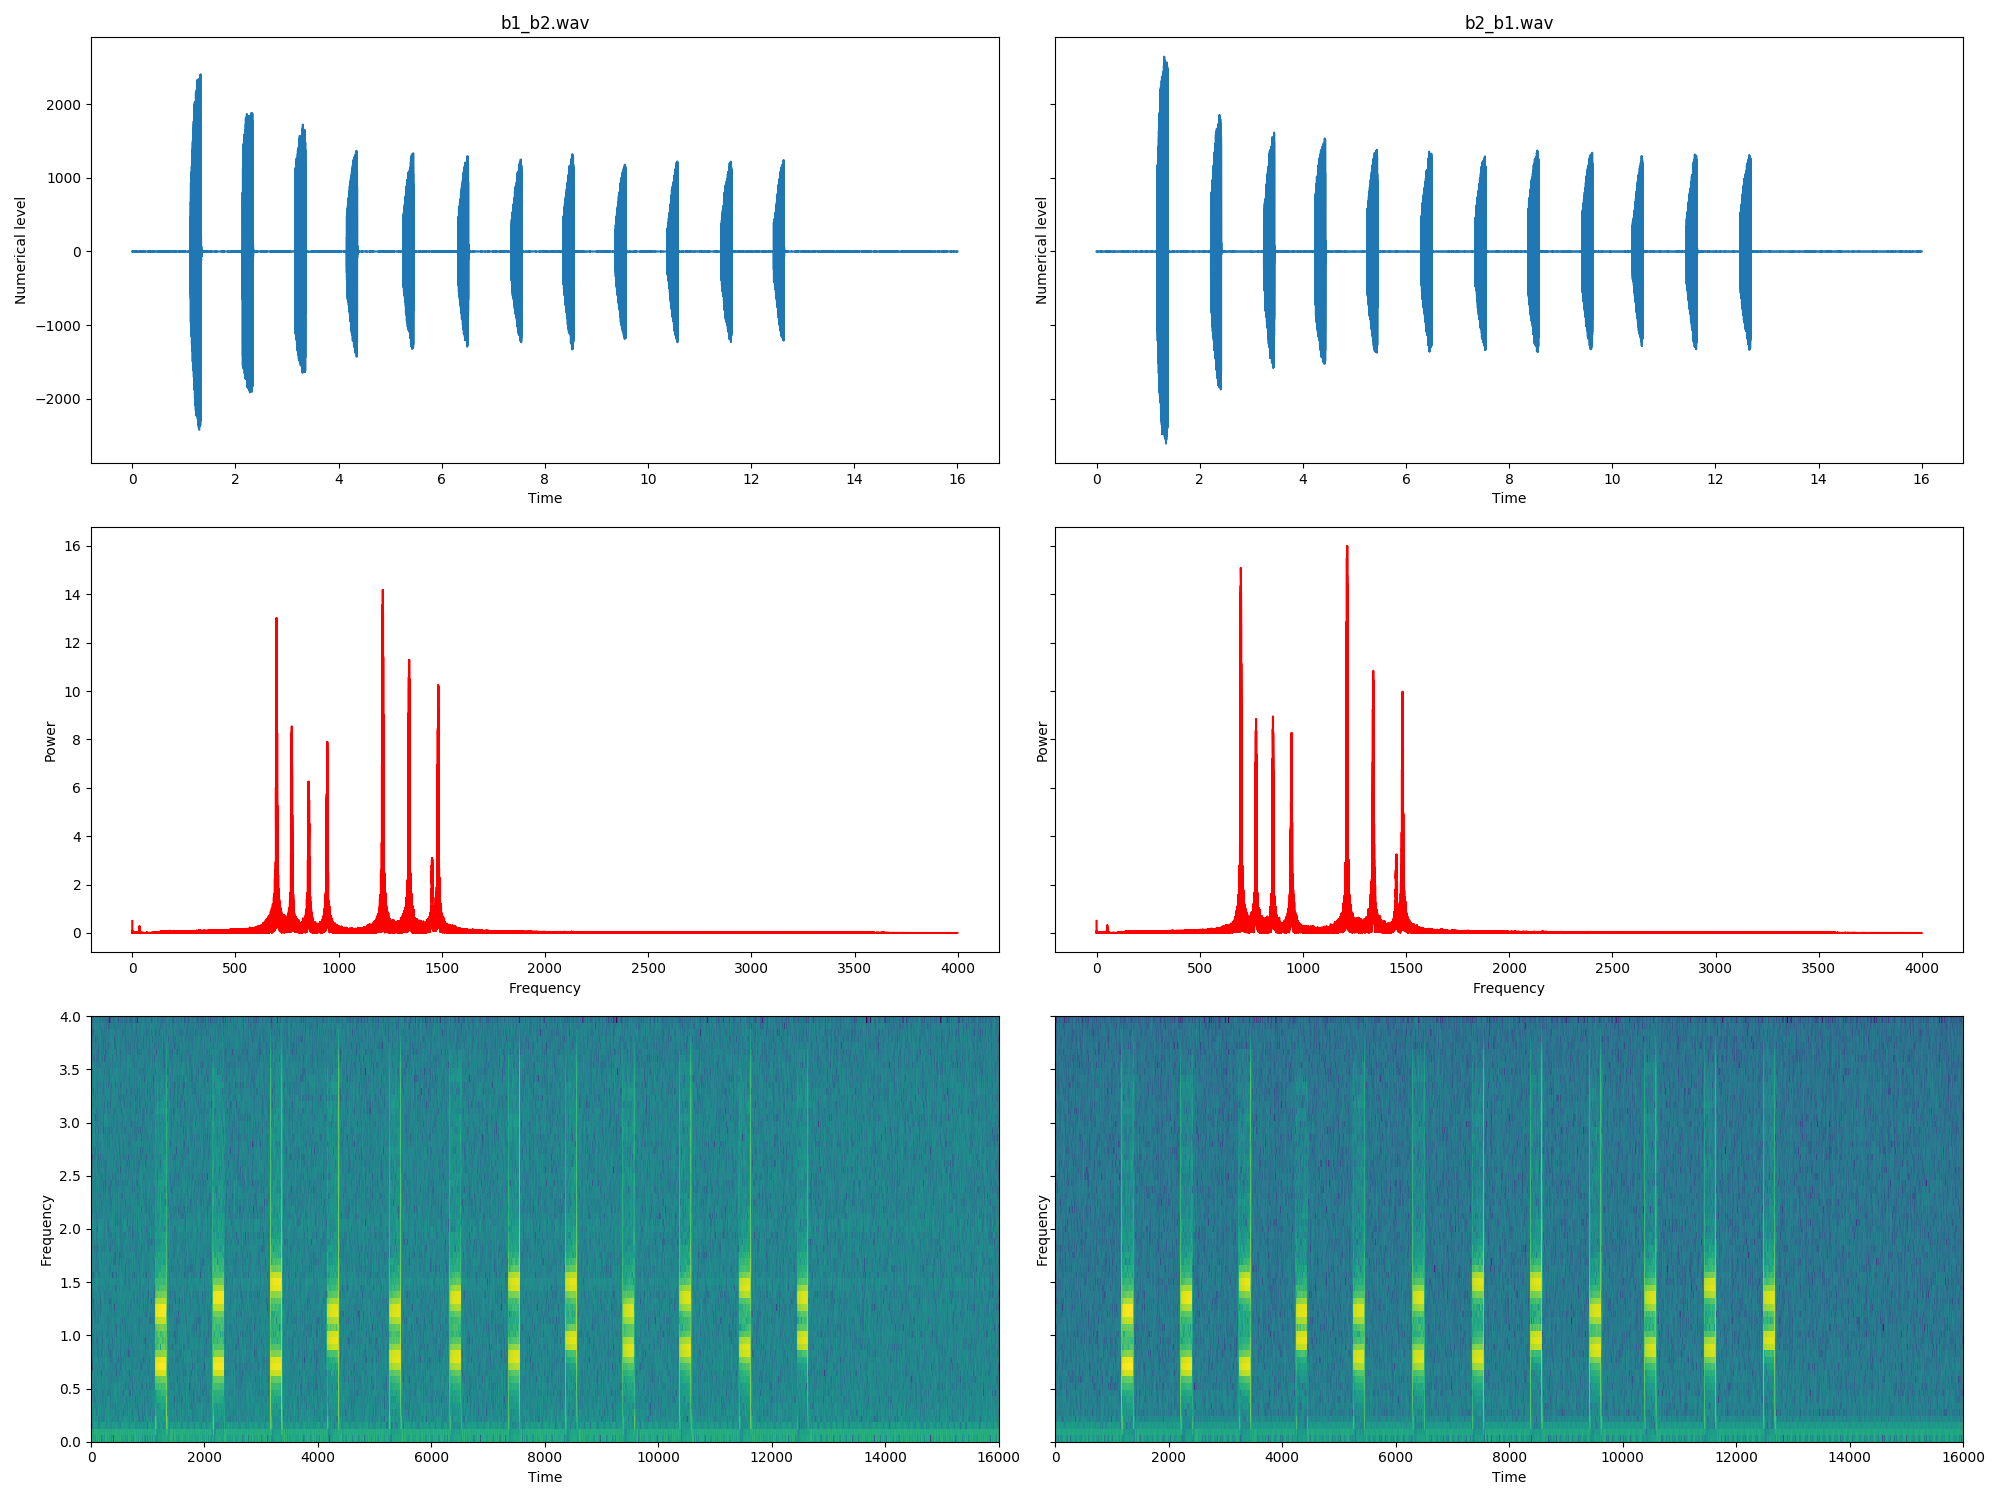 b1_b2.wav
b2_b1.wav
Numerical level
2000
1000
0
−1000
−2000
0 2 4 6 8 10 12 14 16
Time
Numerical level
0 2 4 6 8 10 12 14 16
Time
Power
16
14
12
10
8
6
4
2
0
0 500 1000 1500 2000 2500 3000 3500 4000
Frequency
Power
0 500 1000 1500 2000 2500 3000 3500 4000
Frequency
Frequency
4.0
3.5
3.0
2.5
2.0
1.5
1.0
0.5
0.0
0 2000 4000 6000 8000 10000 12000 14000 16000
Time
Frequency
0 2000 4000 6000 8000 10000 12000 14000 16000
Time